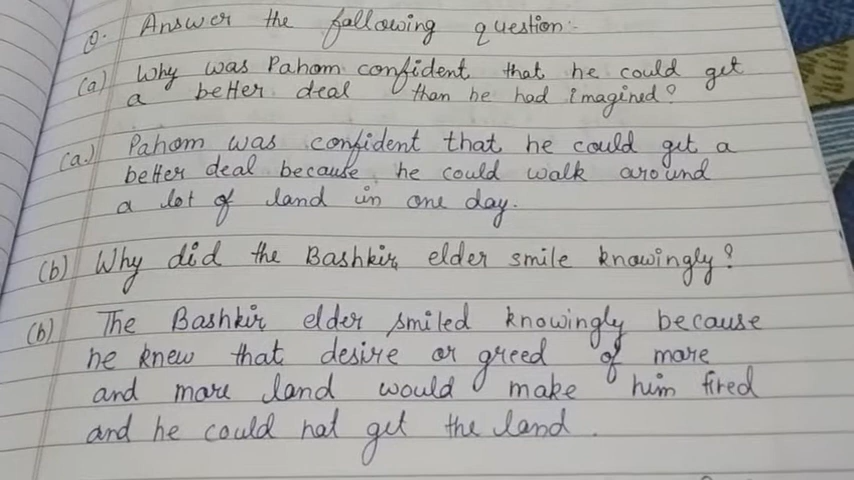 Q. Answer the following question:-
(a) Why was Pahom confident that he could get
a better deal than he had imagined?
(a.) Pahom was confident that he could get a
better deal because he could walk around
a lot of land in one day.
(b) Why did the Bashkir elder smile knowingly?
(b) The Bashkir elder smiled knowingly because
he knew that desire or greed of more
and more land would make him tired
and he could not get the land.